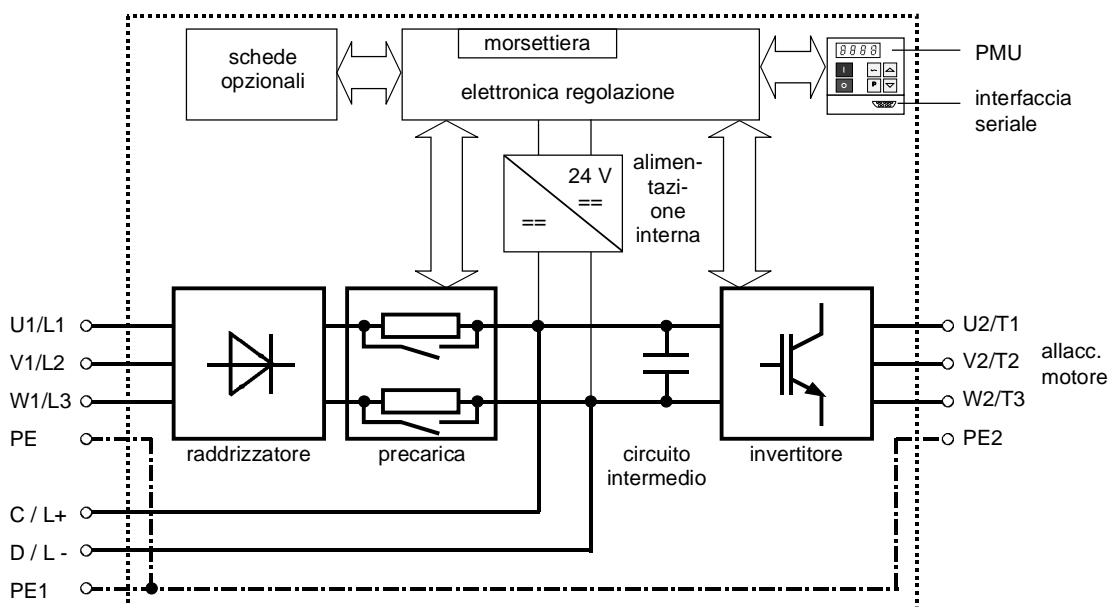 schede
opzionali
morsettiera
elettronica regolazione
8888
P
PMU
interfaccia
seriale
24 V
==
==
alimen-
tazi-
one
interna
U1/L1
V1/L2
W1/L3
PE
raddrizzatore
precarica
circuito
intermedio
invertitore
U2/T1
V2/T2
W2/T3
PE2
allacc.
motore
C / L+
D / L -
PE1